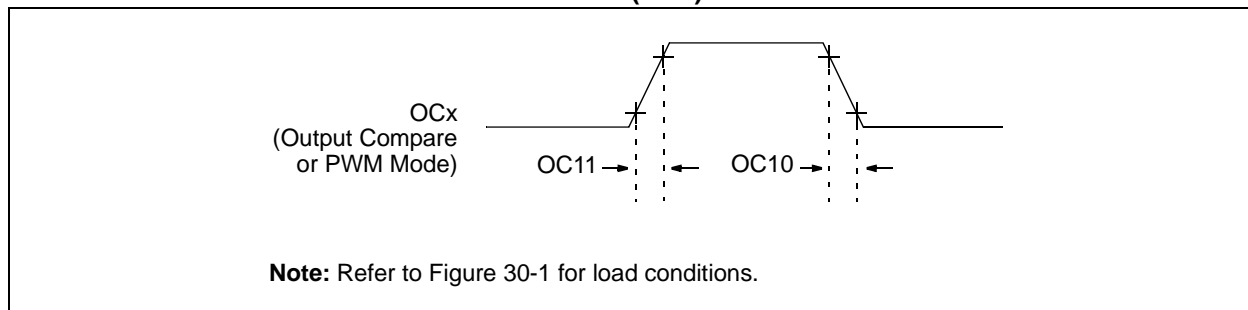 OCx
(Output Compare
or PWM Mode)
OC11
OC10
Note: Refer to Figure 30-1 for load conditions.